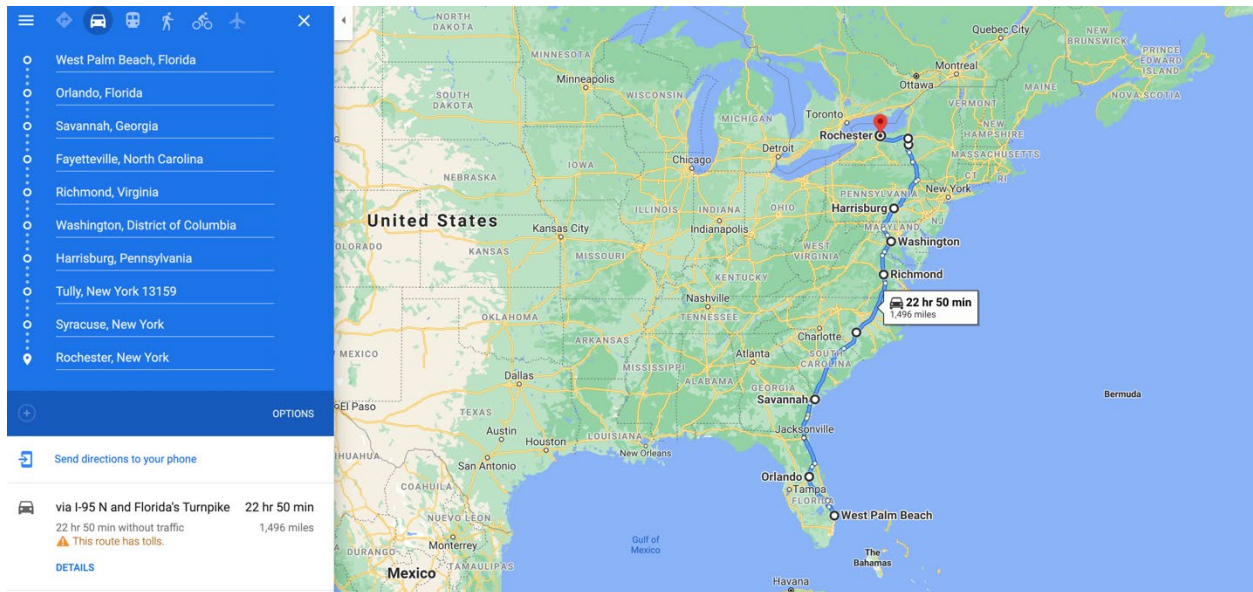 West Palm Beach, Florida
Orlando, Florida
Savannah, Georgia
Fayetteville, North Carolina
Richmond, Virginia
Washington, District of Columbia
Harrisburg, Pennsylvania
Tully, New York 13159
Syracuse, New York
Rochester, New York
OPTIONS
Send directions to your phone
via I-95 N and Florida's Turnpike 22 hr 50 min
22 hr 50 min without traffic 1,496 miles
This route has tolls.
DETAILS
NORTH
DAKOTA
Quebec City
NEW
BRUNSWICK
PRINCE
EDWARD
ISLAND
MINNESOTA
Montreal
Minneapolis
Ottawa
MAINE
NOVA SCOTIA
SOUTH
DAKOTA
WISCONSIN
VERMONT
MICHIGAN
Toronto
NEW
HAMPSHIRE
Rochester
Detroit
MASSACHUSETTS
IOWA
Chicago
CT
RI
NEBRASKA
PENNSYLVANIA
New York
ILLINOIS
INDIANA
OHIO
Harrisburg
NJ
United States
Kansas City
Indianapolis
MARYLAND
Washington
COLORADO
KANSAS
MISSOURI
WEST
VIRGINIA
KENTUCKY
Richmond
Nashville
22 hr 50 min
1,496 miles
TENNESSEE
OKLAHOMA
ARKANSAS
Charlotte
MEXICO
Atlanta
SOUTH
CAROLINA
MISSISSIPPI
Dallas
ALABAMA
GEORGIA
Savannah
Bermuda
El Paso
TEXAS
Jacksonville
Austin
LOUISIANA
Houston
New Orleans
HUAHUA
San Antonio
Orlando
COAHUILA
Tampa
FLORIDA
NUEVO LEON
West Palm Beach
Gulf of
Mexico
DURANGO
Monterrey
The
Bahamas
Mexico
TAMAULIPAS
Havana